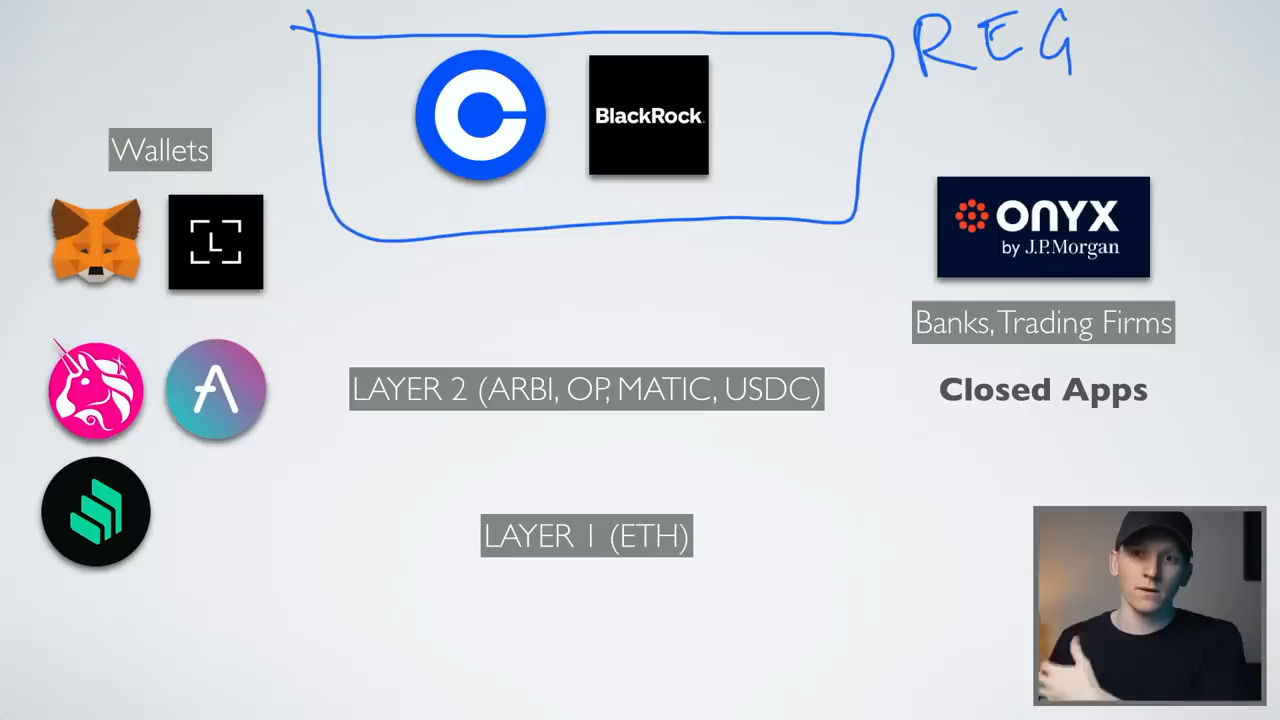 REG
BlackRock.
Wallets
L
ONYX
by J.P.Morgan
Banks, Trading Firms
LAYER 2 (ARBI, OP, MATIC, USDC)
Closed Apps
LAYER 1 (ETH)